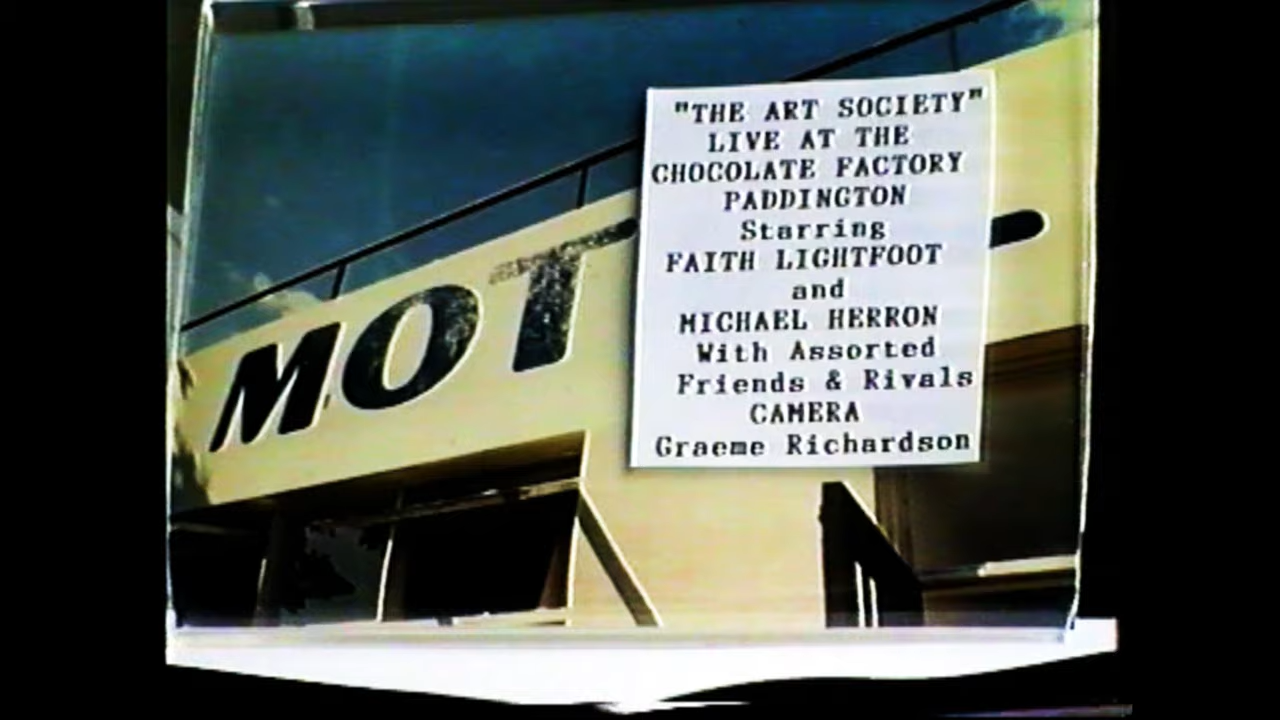 "THE ART SOCIETY"
LIVE AT THE
CHOCOLATE FACTORY
PADDINGTON
Starring
FAITH LIGHTFOOT
and
MICHAEL HERRON
With Assorted
Friends & Rivals
CAMERA
Graeme Richardson
MOT